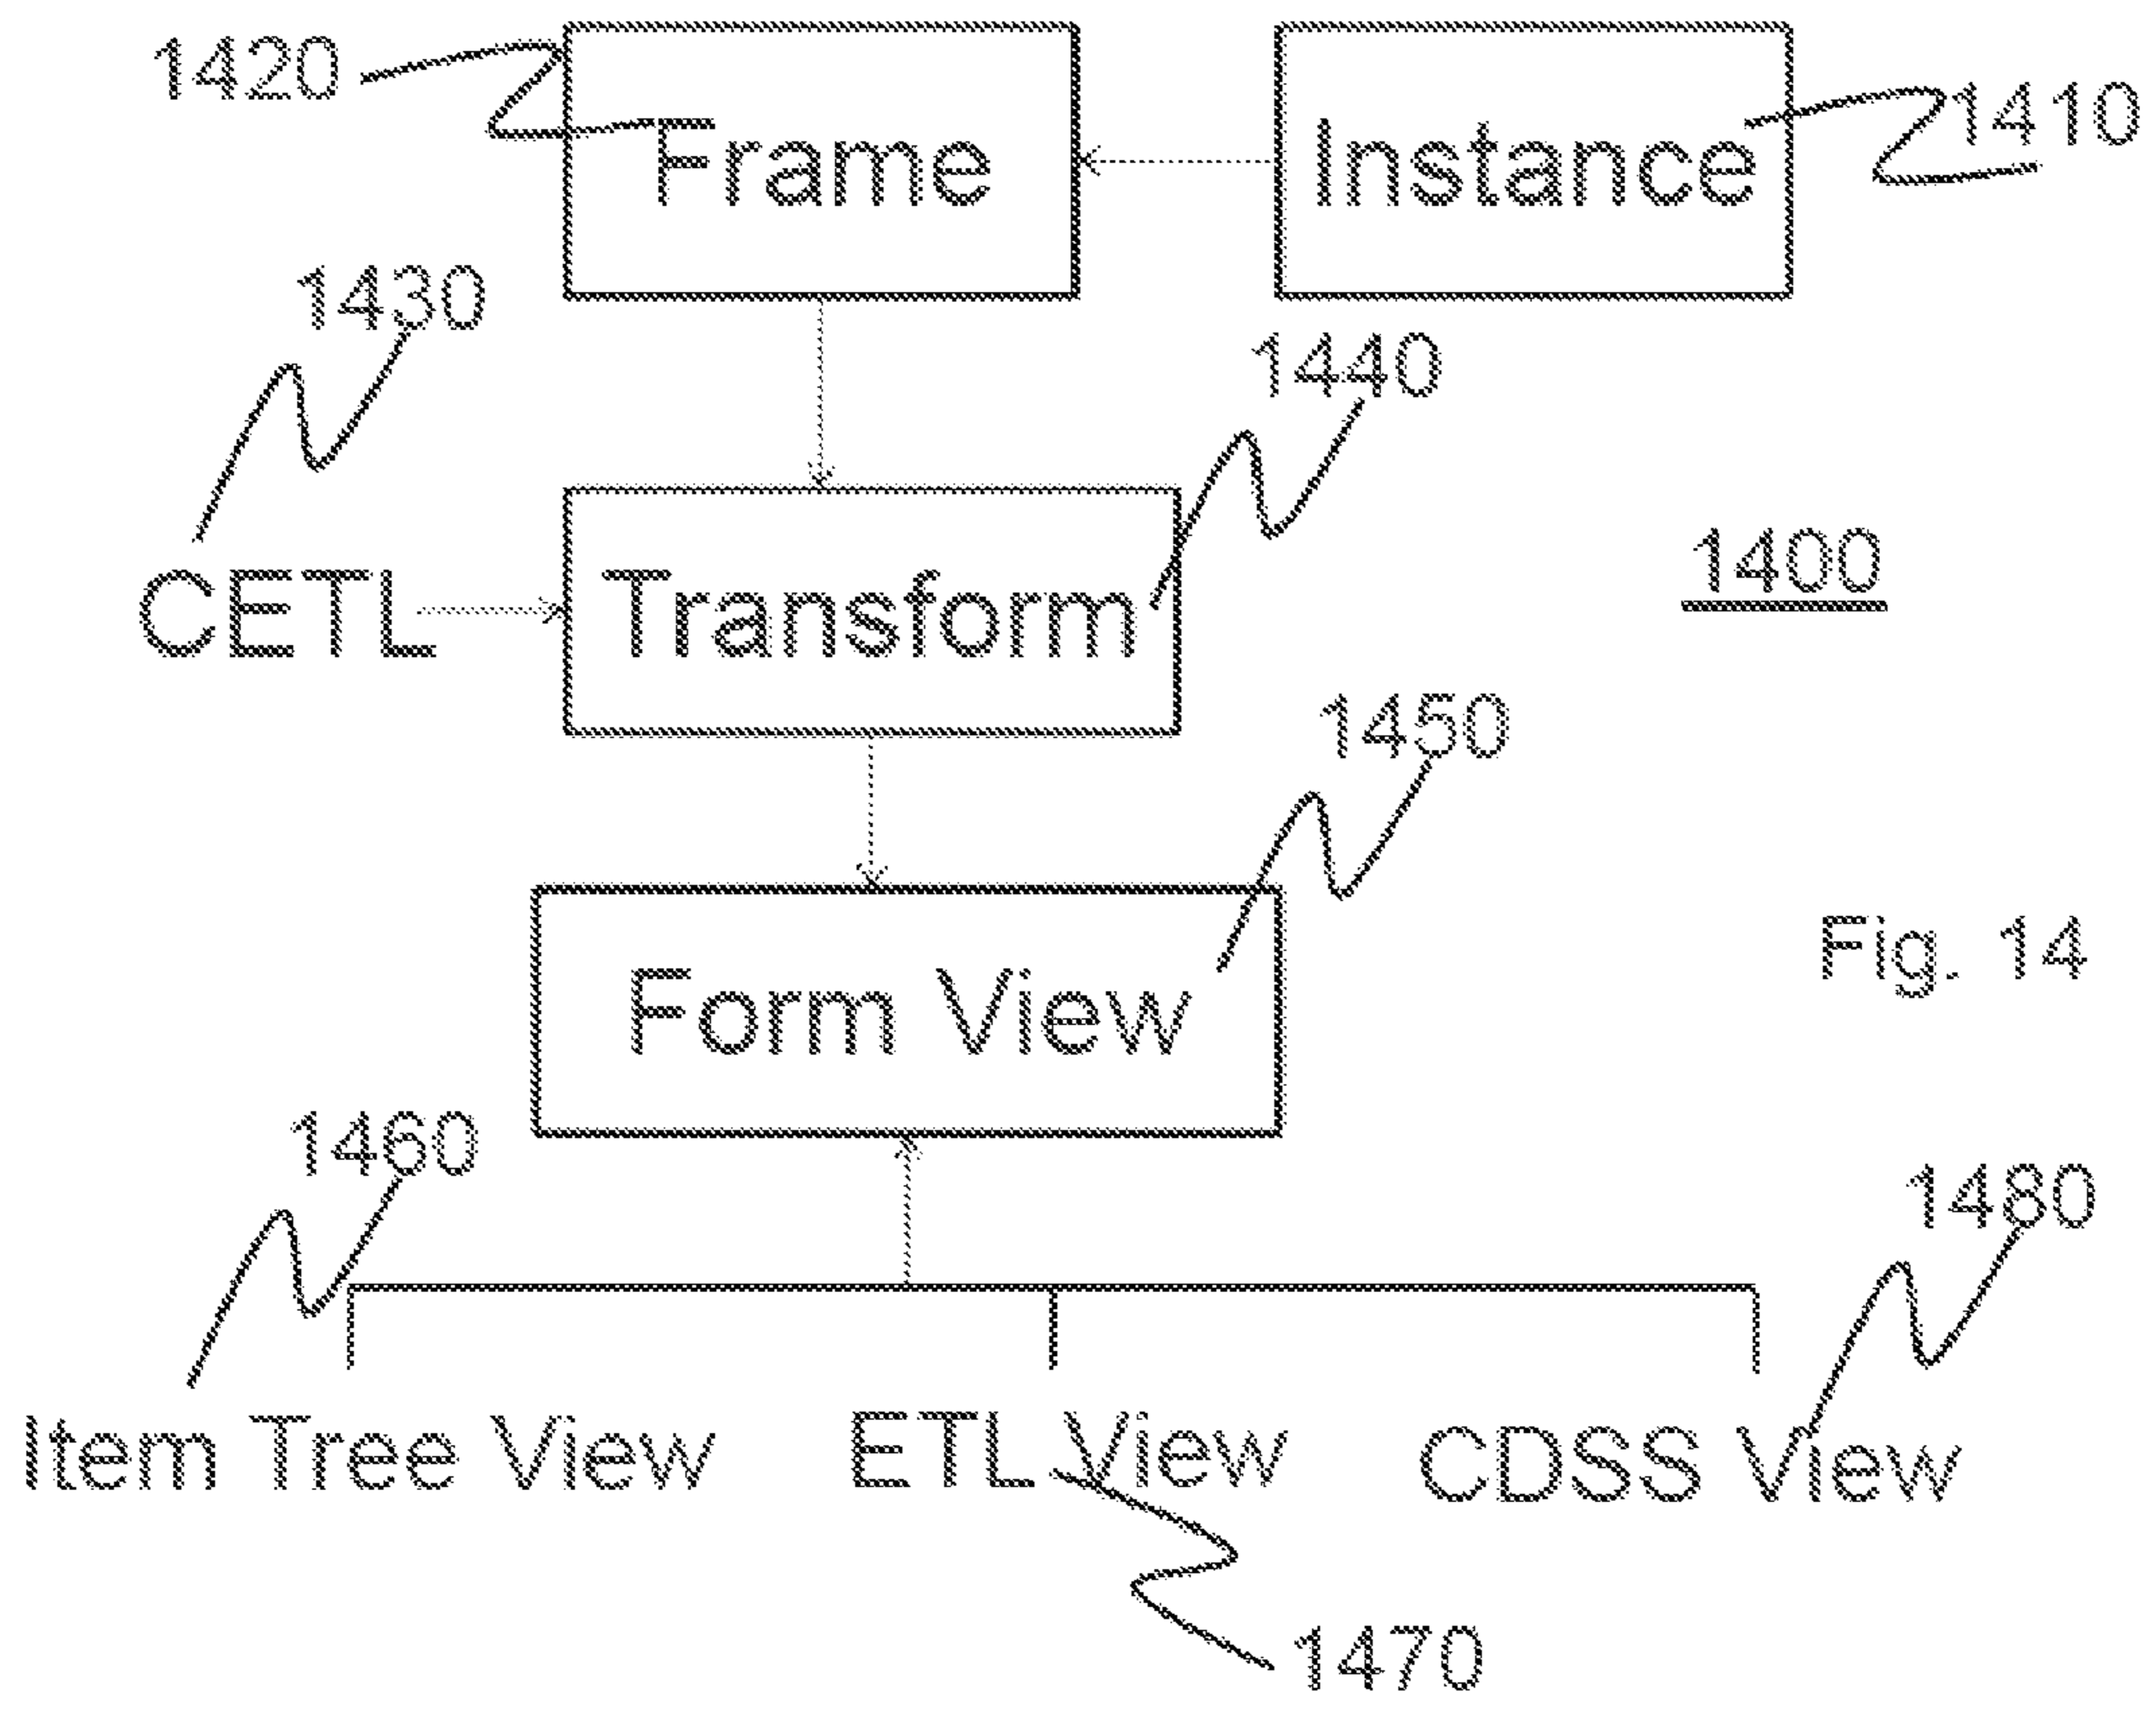 1420
Frame
Instance
1410
1430
1440
CETL
Transform
1400
1450
Form View
Fig. 14
1460
1480
Item Tree View
ETL View
CDSS View
1470